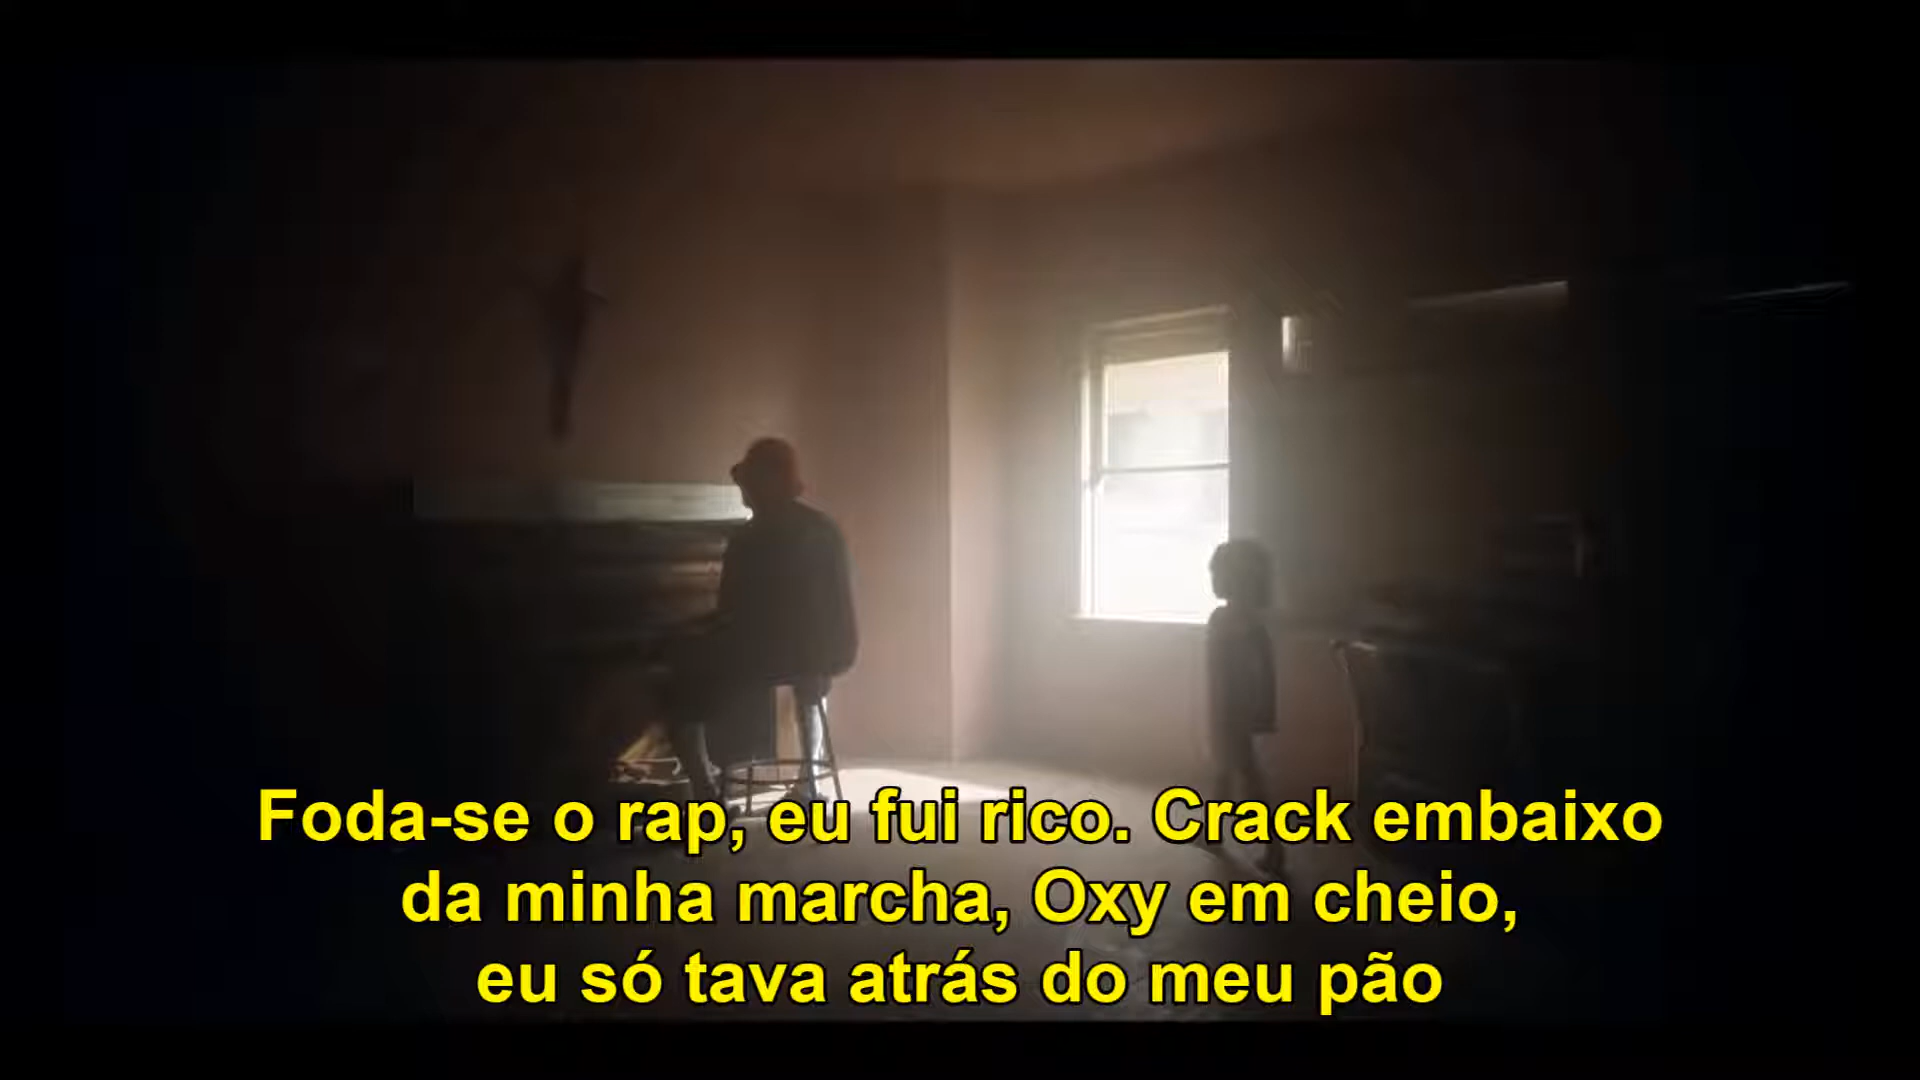 Foda-se o rap, eu fui rico. Crack embaixo
da minha marcha, Oxy em cheio,
eu só tava atrás do meu pão